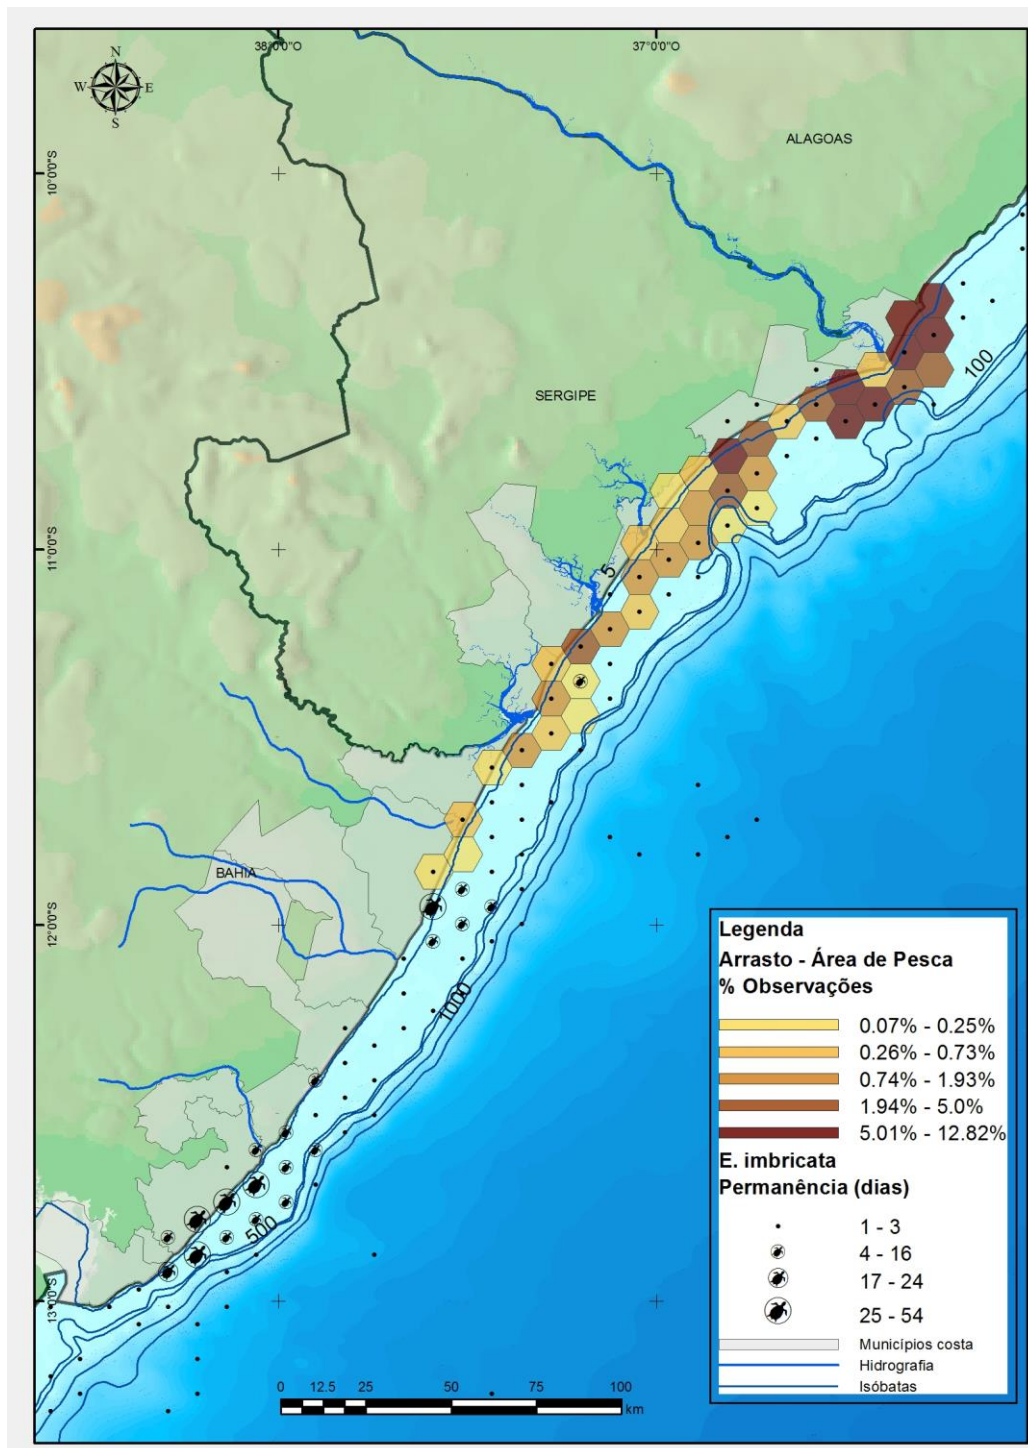 38°0'0"O
37°0'0"O
N
W
E
S
ALAGOAS
10°0'0"S
100
SERGIPE
11°0'0"S
5
BAHIA
12°0'0"S
1000
500
13°0'0"S
Legenda
Arrasto - Área de Pesca
% Observações
0.07% - 0.25%
0.26% - 0.73%
0.74% - 1.93%
1.94% - 5.0%
5.01% - 12.82%
E. imbricata
Permanência (dias)
1 - 3
4 - 16
17 - 24
25 - 54
Municípios costa
Hidrografia
Isóbatas
0 12.5 25 50 75 100
km